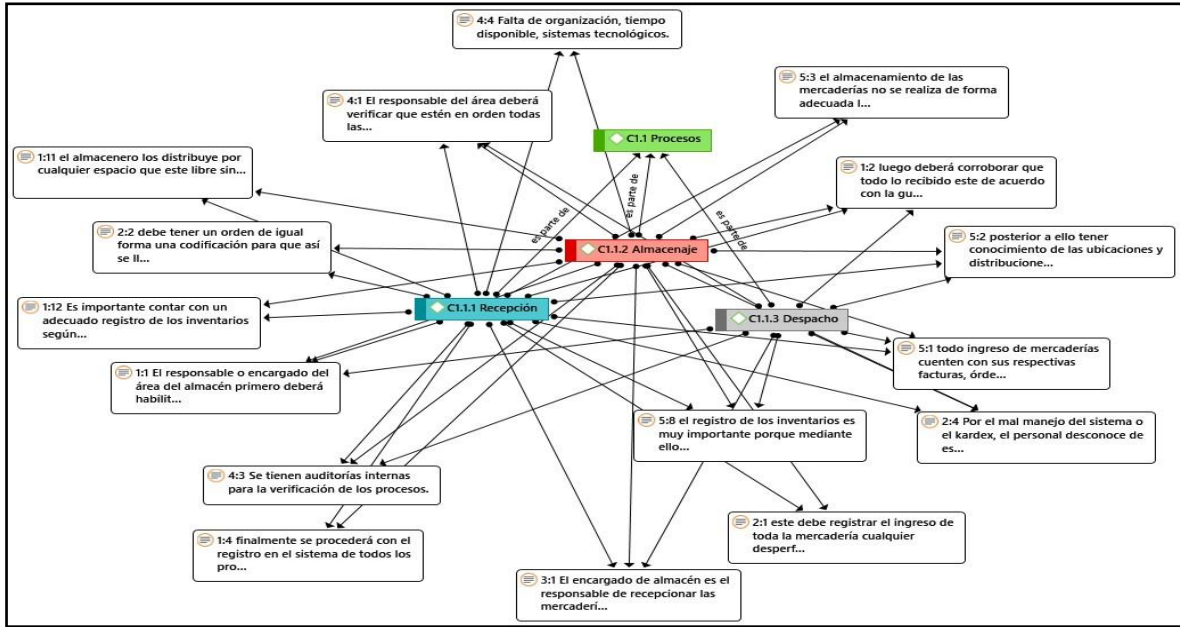 4:4 Falta de organización, tiempo
disponible, sistemas tecnológicos.
5:3 el almacenamiento de las
mercaderías no se realiza de forma
adecuada l...
4:1 El responsable del área deberá
verificar que estén en orden todas
las...
C1.1 Procesos
1:11 el almacenero los distribuye por
cualquier espacio que este libre sin...
1:2 luego deberá corroborar que
todo lo recibido este de acuerdo
con la gu...
es parte de
es parte de
es parte de
2:2 debe tener un orden de igual
forma una codificación para que así
se ll...
C1.1.2 Almacenaje
5:2 posterior a ello tener
conocimiento de las ubicaciones y
distribucione...
1:12 Es importante contar con un
adecuado registro de los inventarios
según...
C1.1.1 Recepción
C1.1.3 Despacho
5:1 todo ingreso de mercaderías
cuenten con sus respectivas
facturas, órde...
1:1 El responsable o encargado del
área del almacén primero deberá
habilit...
5:8 el registro de los inventarios es
muy importante porque mediante
ello...
2:4 Por el mal manejo del sistema o
el kardex, el personal desconoce de
es...
4:3 Se tienen auditorías internas
para la verificación de los procesos.
2:1 este debe registrar el ingreso de
toda la mercadería cualquier
desperf...
1:4 finalmente se procederá con el
registro en el sistema de todos los
pro...
3:1 El encargado de almacén es el
responsable de recepcionar las
mercaderí...